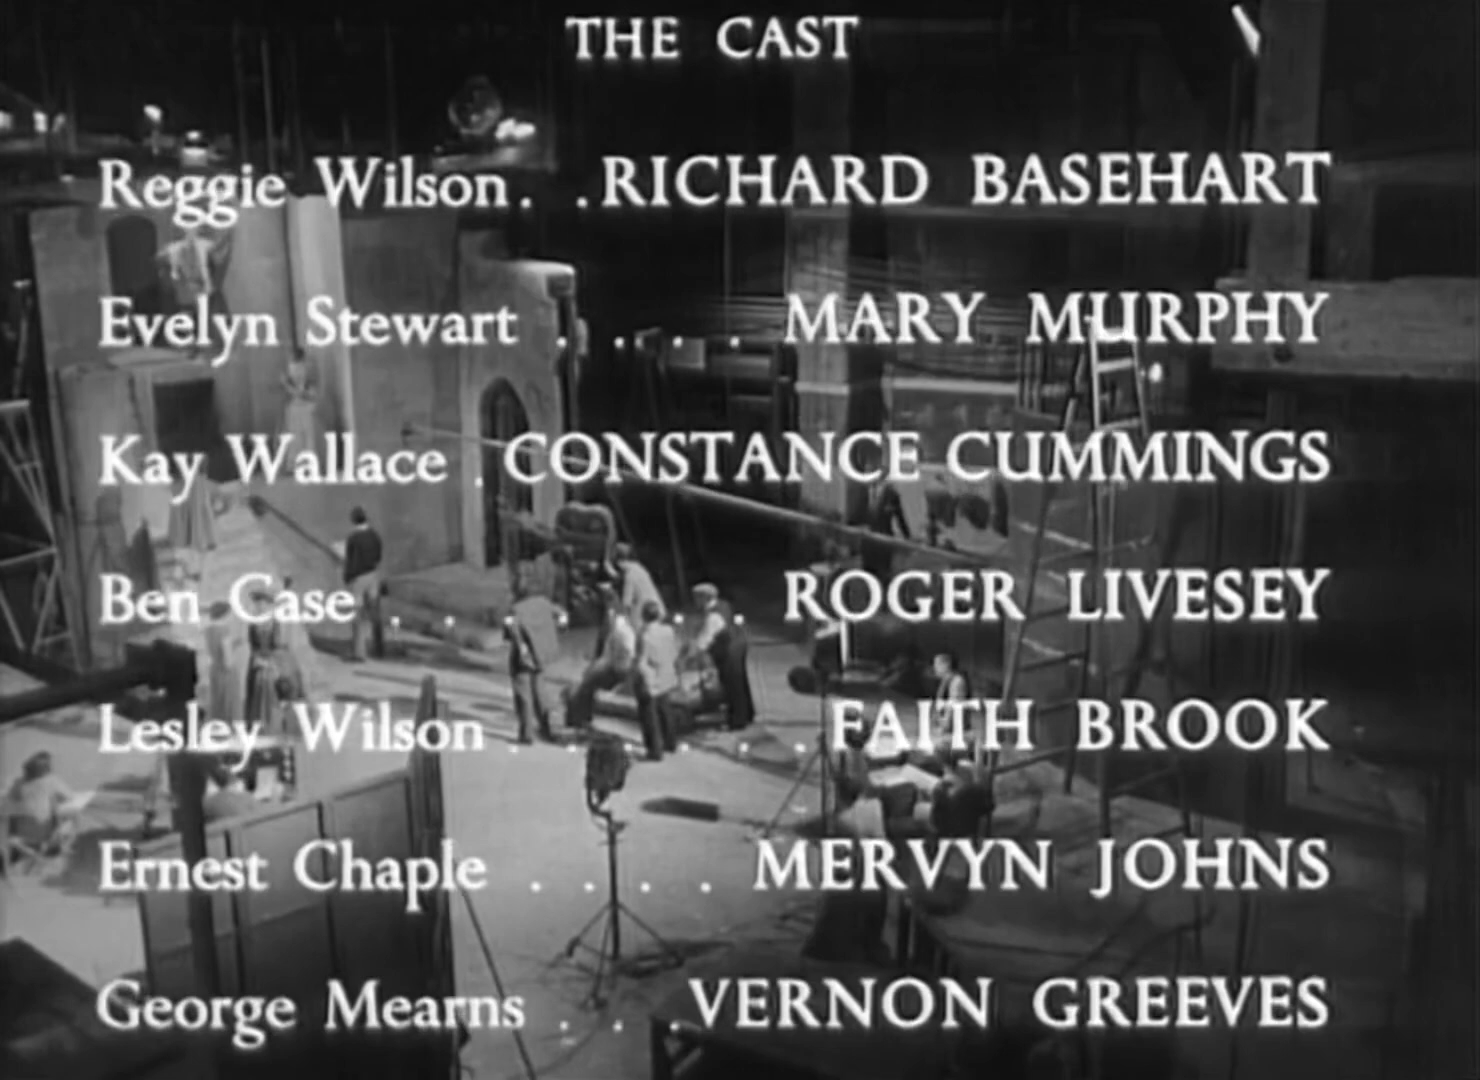 THE CAST
Reggie Wilson. .RICHARD BASEHART
Evelyn Stewart . . . . MARY MURPHY
Kay Wallace . CONSTANCE CUMMINGS
Ben Case . . . . . . . ROGER LIVESEY
Lesley Wilson . . . . . . FAITH BROOK
Ernest Chaple . . . . MERVYN JOHNS
George Mearns . . .VERNON GREEVES